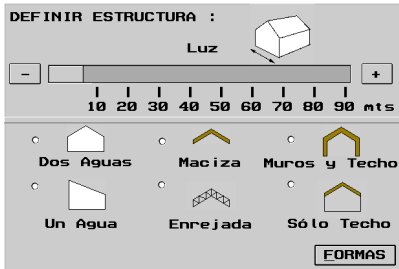 DEFINIR ESTRUCTURA :
Luz
- +
10 20 30 40 50 60 70 80 90 mts
Dos Aguas Maciza Muros y Techo
Un Agua Enrejada Sólo Techo
FORMAS